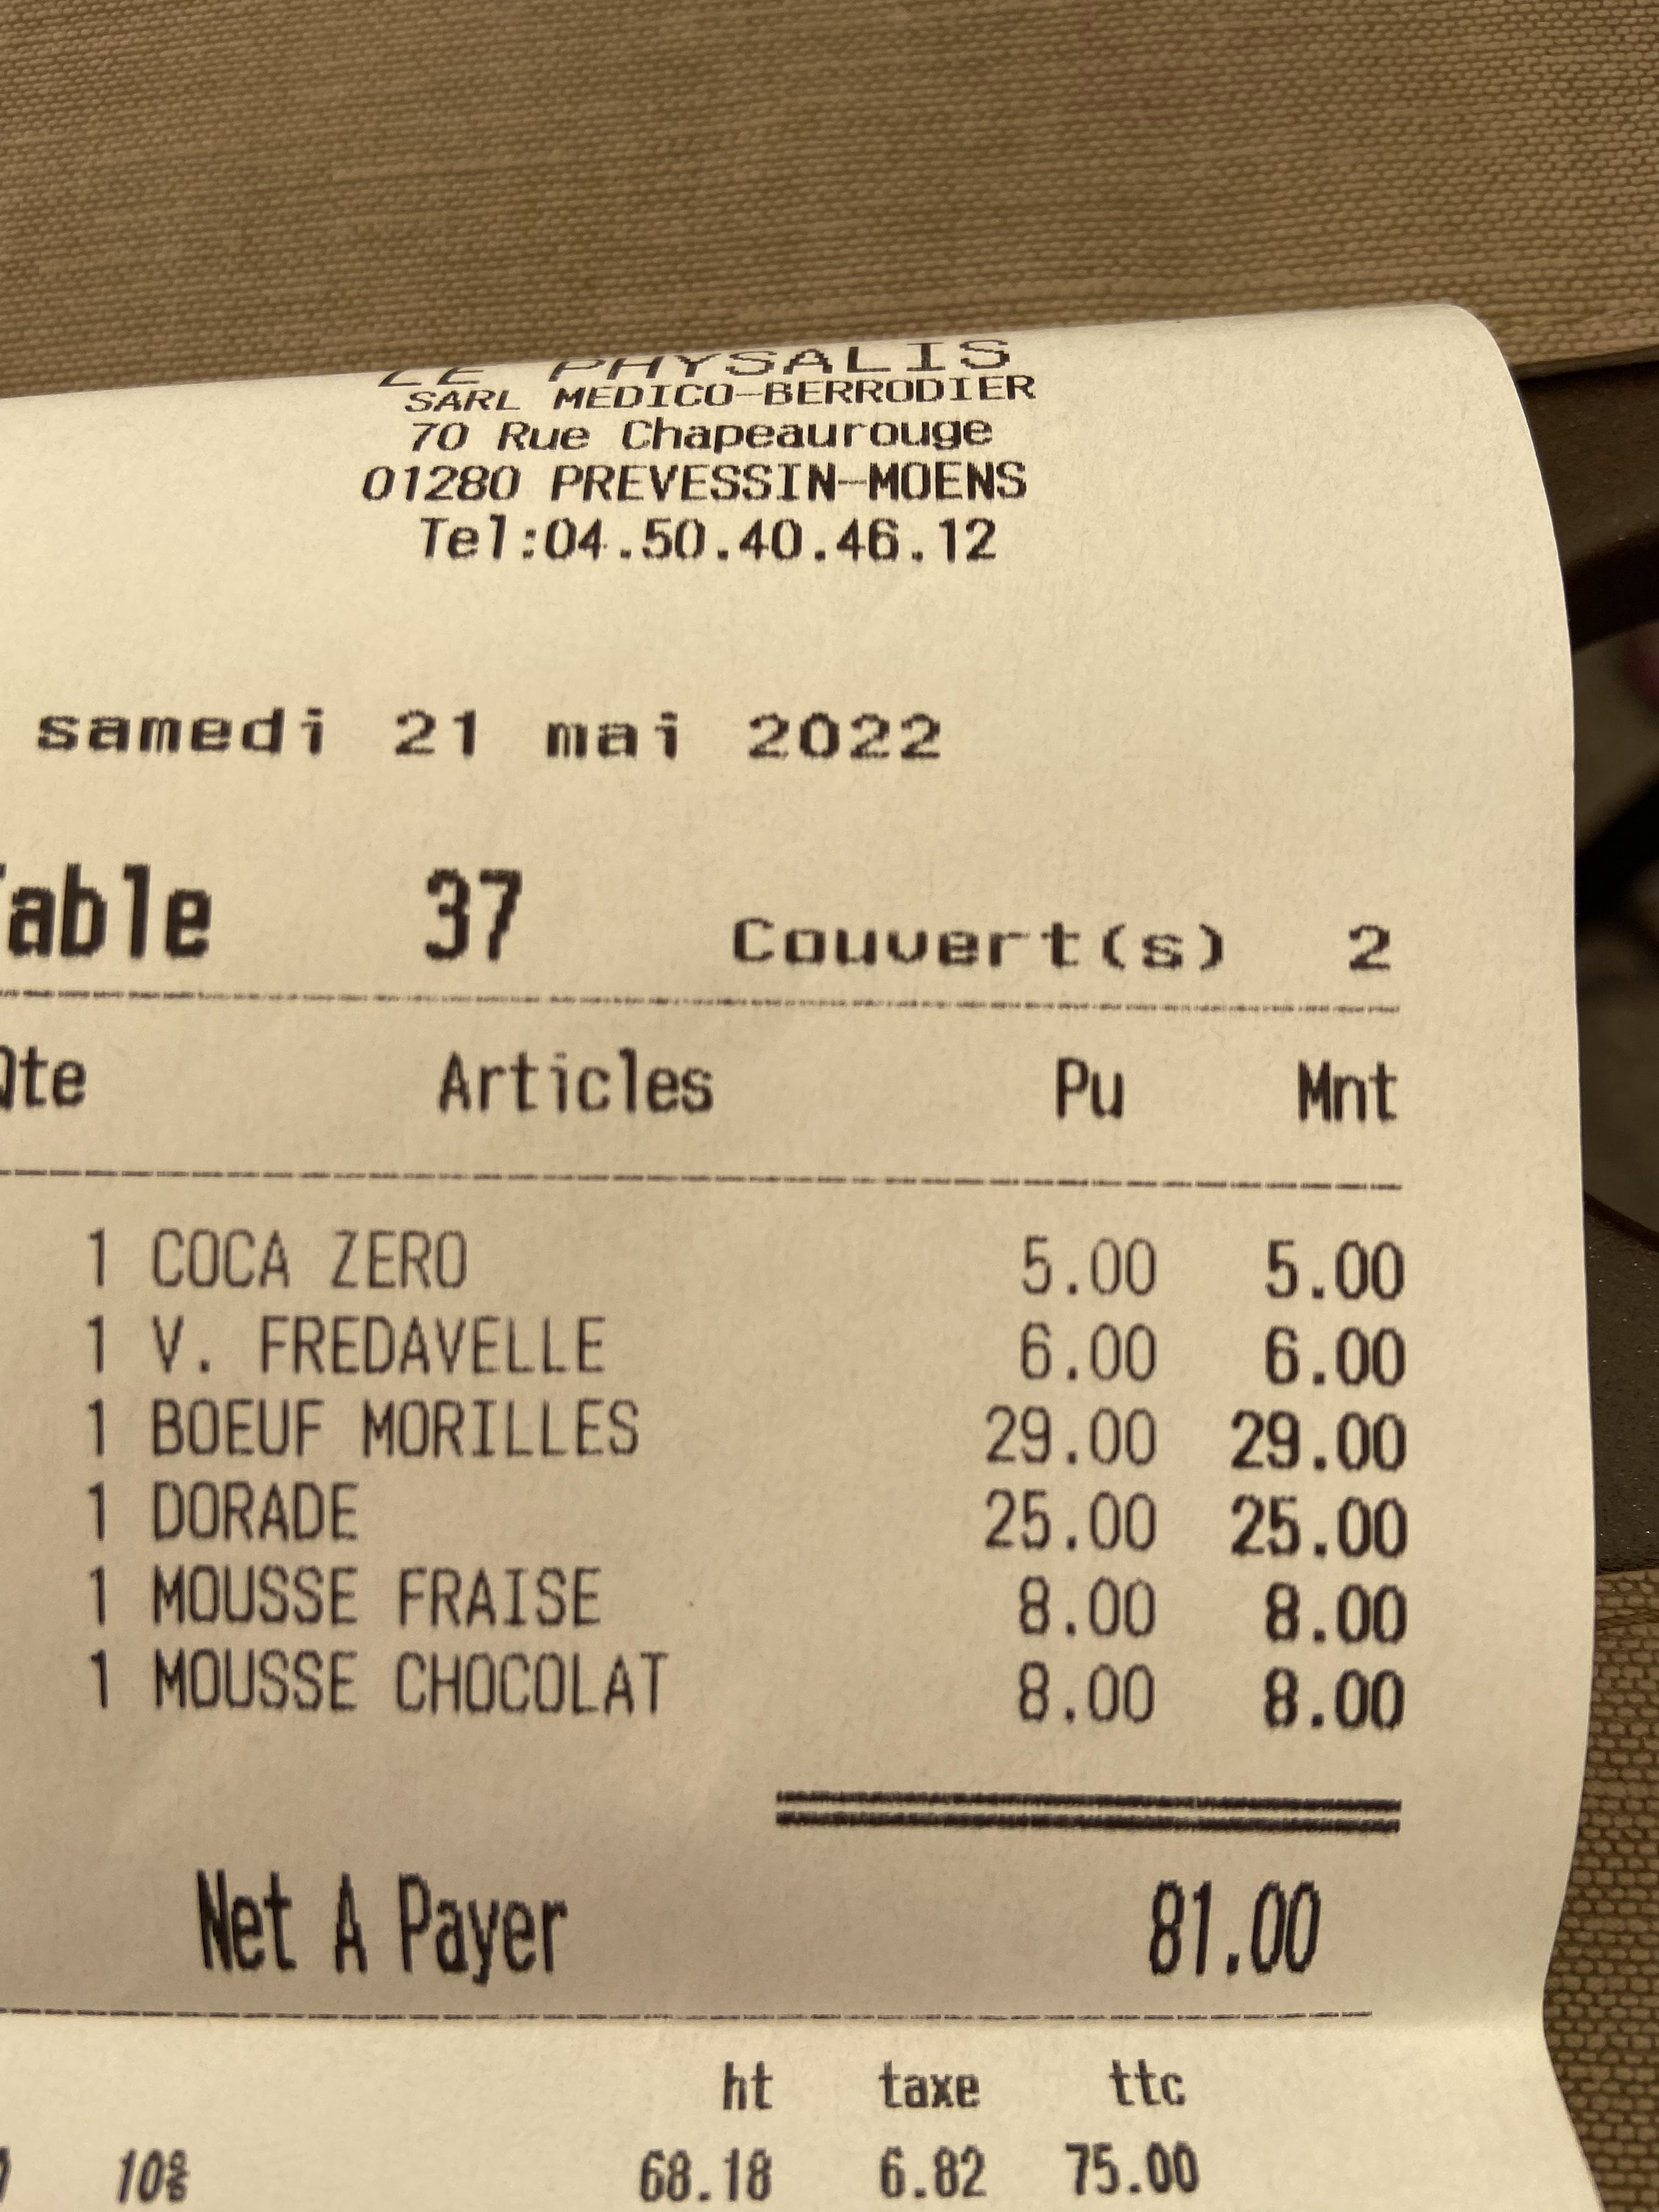 LE PHYSALIS
SARL MEDICO-BERRODIER
70 Rue Chapeaurouge
01280 PREVESSIN-MOENS
Tel:04.50.40.46.12
samedi 21 mai 2022
Table 37 Couvert(s) 2
Qte Articles Pu Mnt
1 COCA ZERO 5.00 5.00
1 V. FREDAVELLE 6.00 6.00
1 BOEUF MORILLES 29.00 29.00
1 DORADE 25.00 25.00
1 MOUSSE FRAISE 8.00 8.00
1 MOUSSE CHOCOLAT 8.00 8.00
Net A Payer 81.00
ht taxe ttc
10% 68.18 6.82 75.00